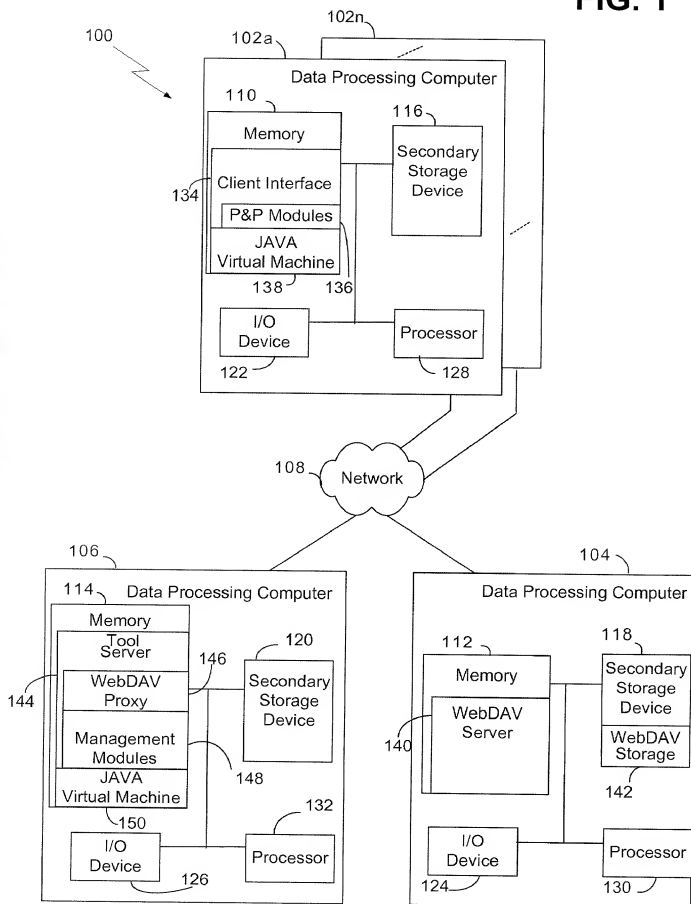 FIG. 1
100
102a
102n
Data Processing Computer
110
Memory
134
Client Interface
P&P Modules
JAVA
Virtual Machine
138
136
116
Secondary
Storage
Device
I/O
Device
122
Processor
128
108
Network
106
Data Processing Computer
114
Memory
Tool
Server
144
WebDAV
Proxy
146
Management
Modules
148
JAVA
Virtual Machine
150
120
Secondary
Storage
Device
I/O
Device
126
132
Processor
104
Data Processing Computer
112
Memory
140
WebDAV
Server
118
Secondary
Storage
Device
WebDAV
Storage
142
I/O
Device
124
Processor
130